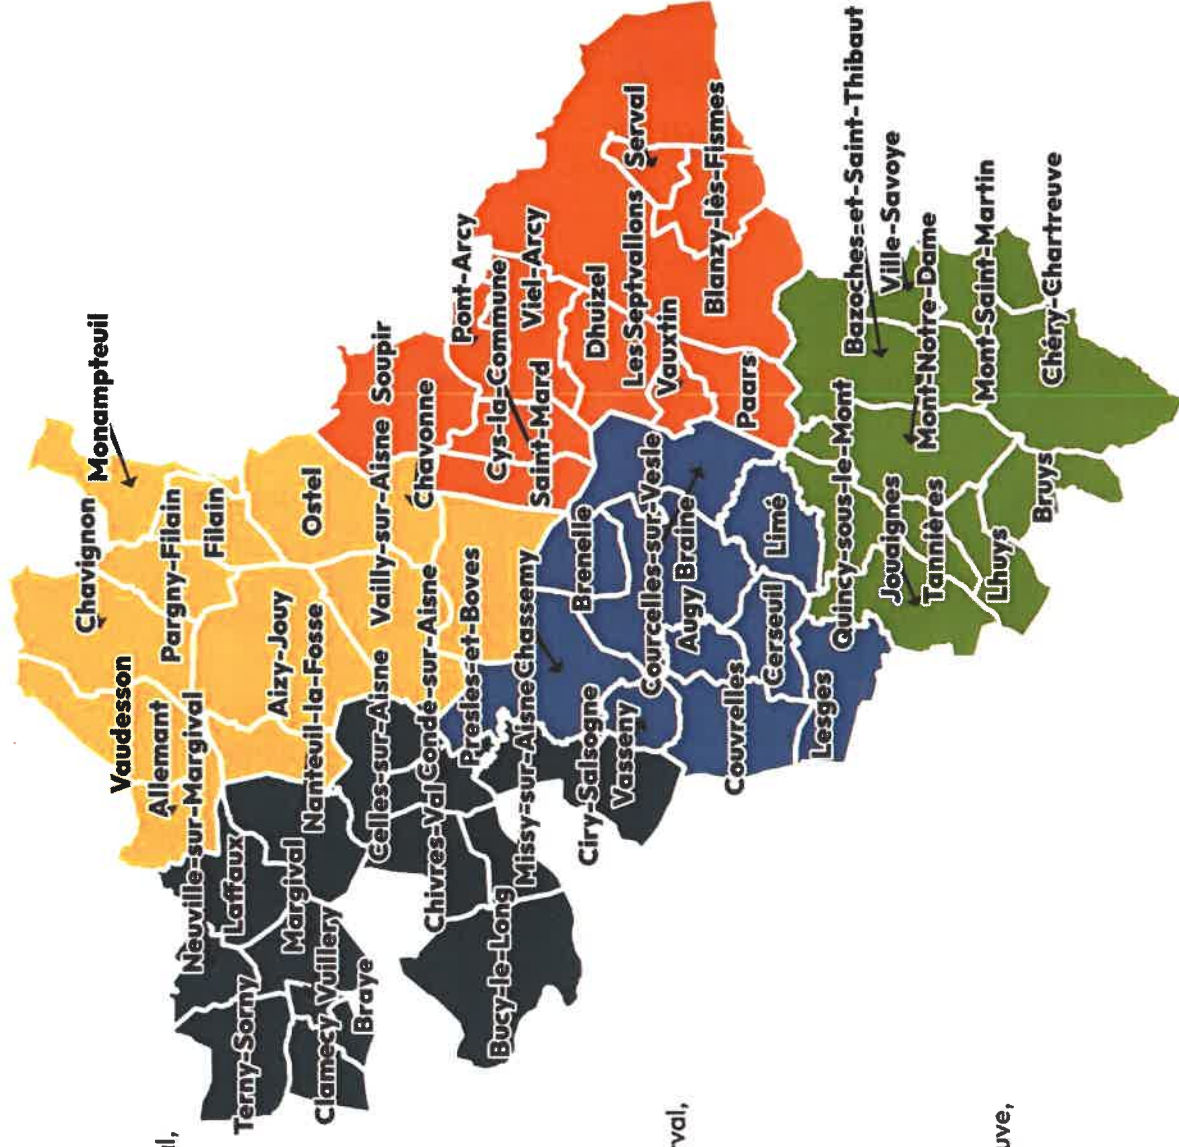 Chavignon
Monampteuil
Vaudesson
Allemant
Pargny-Filain
Neuville-sur-Margival
Filain
Laffaux
Terny-Sorny
Aizy-Jouy
Margival
Ostel
Nanteuil-la-Fosse
Clamecy Vuillery
Braye
Celles-sur-Aisne Vailly-sur-Aisne Soupir
Chavonne
Chivres-Val Condé-sur-Aisne
Pont-Arcy
Presles-et-Boves
Cys-la-Commune
Bucy-le-Long
Missy-sur-Aisne Chassemy
Viel-Arcy
Saint-Mard
Brenelle
Ciry-Salsogne
Dhuizel
Vasseny
Les Septvallons Serval
Courcelles-sur-Vesle
Vauxtin
Augy Braine
Blanzy-lès-Fismes
Couvrelles
Paars
Cerseuil
Limé
Lesges
Quincy-sous-le-Mont
Bazoches-et-Saint-Thibaut
Jouaignes
Ville-Savoye
Mont-Notre-Dame
Tannières
Mont-Saint-Martin
Lhuys
Bruys
Chéry-Chartreuve
l,
rval,
uve,